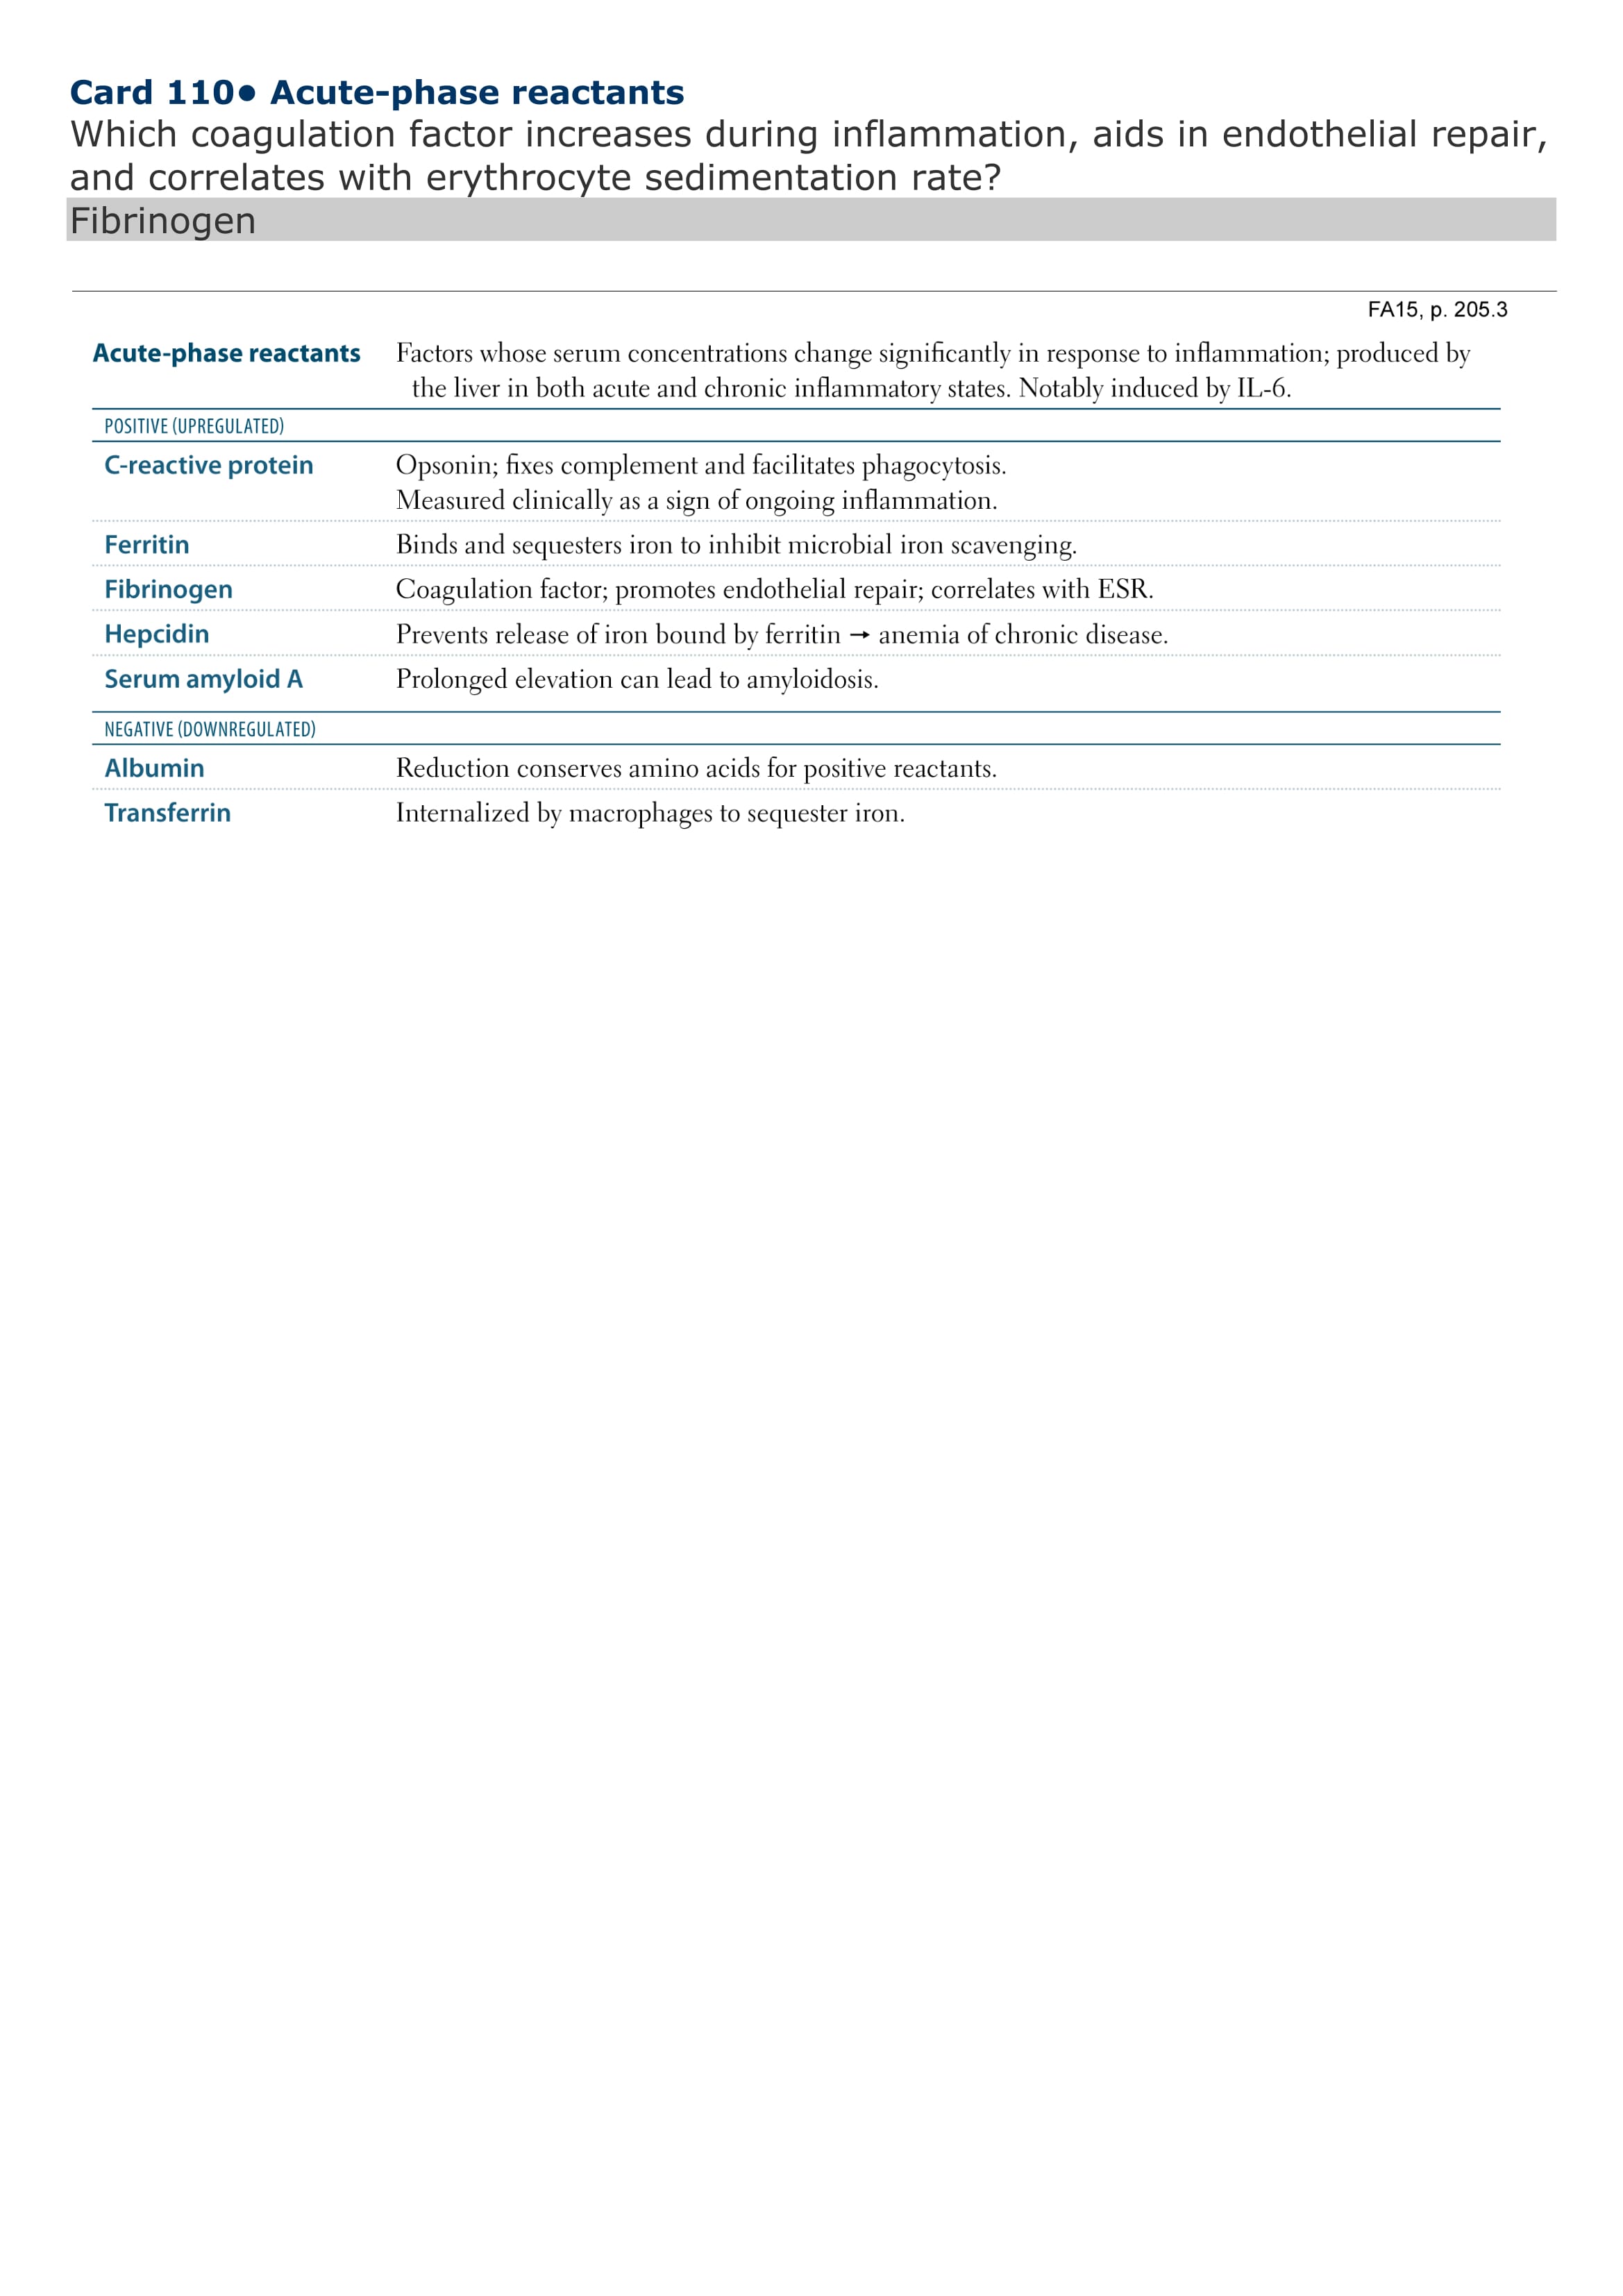 Card 110• Acute-phase reactants
Which coagulation factor increases during inflammation, aids in endothelial repair,
and correlates with erythrocyte sedimentation rate?
Fibrinogen
FA15, p. 205.3
Acute-phase reactants Factors whose serum concentrations change significantly in response to inflammation; produced by
the liver in both acute and chronic inflammatory states. Notably induced by IL-6.
POSITIVE (UPREGULATED)
C-reactive protein Opsonin; fixes complement and facilitates phagocytosis.
Measured clinically as a sign of ongoing inflammation.
Ferritin Binds and sequesters iron to inhibit microbial iron scavenging.
Fibrinogen Coagulation factor; promotes endothelial repair; correlates with ESR.
Hepcidin Prevents release of iron bound by ferritin → anemia of chronic disease.
Serum amyloid A Prolonged elevation can lead to amyloidosis.
NEGATIVE (DOWNREGULATED)
Albumin Reduction conserves amino acids for positive reactants.
Transferrin Internalized by macrophages to sequester iron.